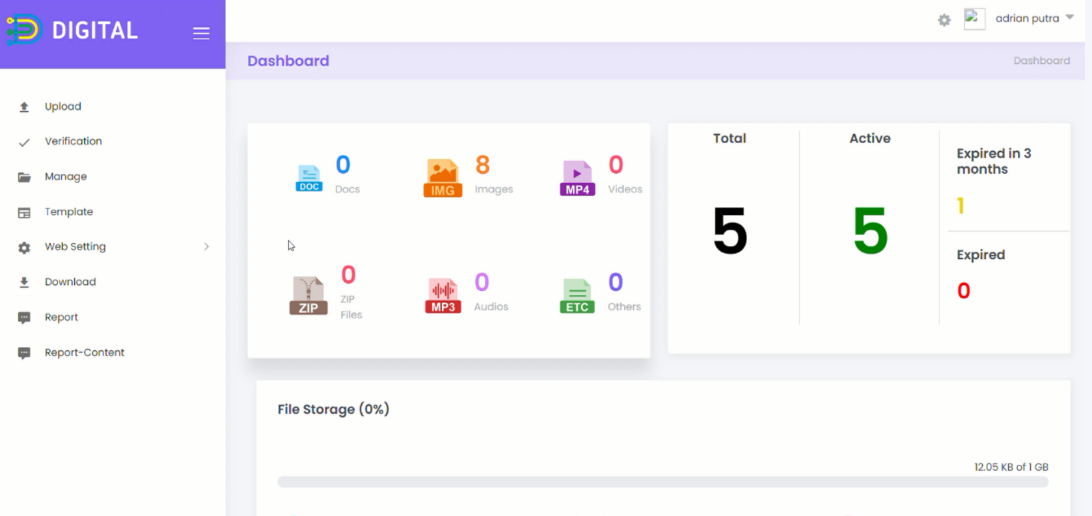 DIGITAL
adrian putra
Dashboard
Dashboard
Upload
Verification
Manage
Template
Web Setting
Download
Report
Report-Content
DOC
0
Docs
IMG
8
Images
MP4
0
Videos
ZIP
0
ZIP
Files
MP3
0
Audios
ETC
0
Others
Total
5
Active
5
Expired in 3
months
1
Expired
0
File Storage (0%)
12.05 KB of 1 GB